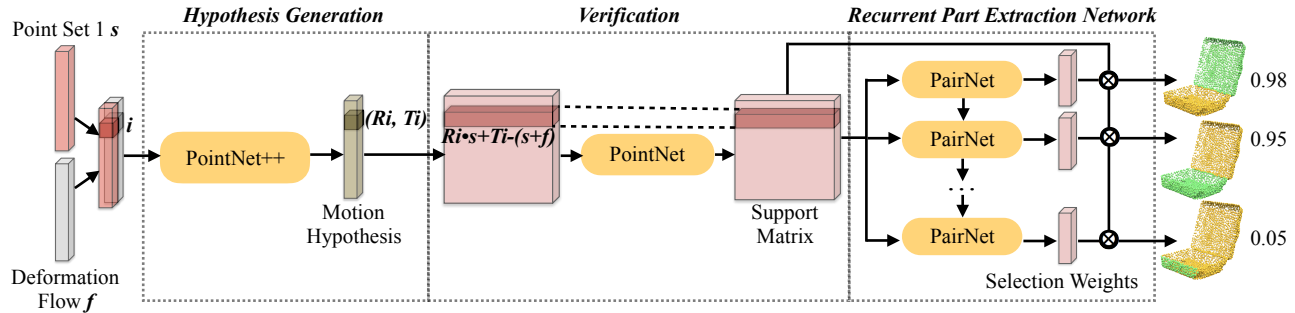 Hypothesis Generation
Verification
Recurrent Part Extraction Network
Point Set 1 s
i
(Ri, Ti)
PointNet++
Motion
Hypothesis
Ri•s+Ti-(s+f)
PointNet
Support
Matrix
PairNet
PairNet
...
PairNet
Selection Weights
0.98
0.95
0.05
Deformation
Flow f